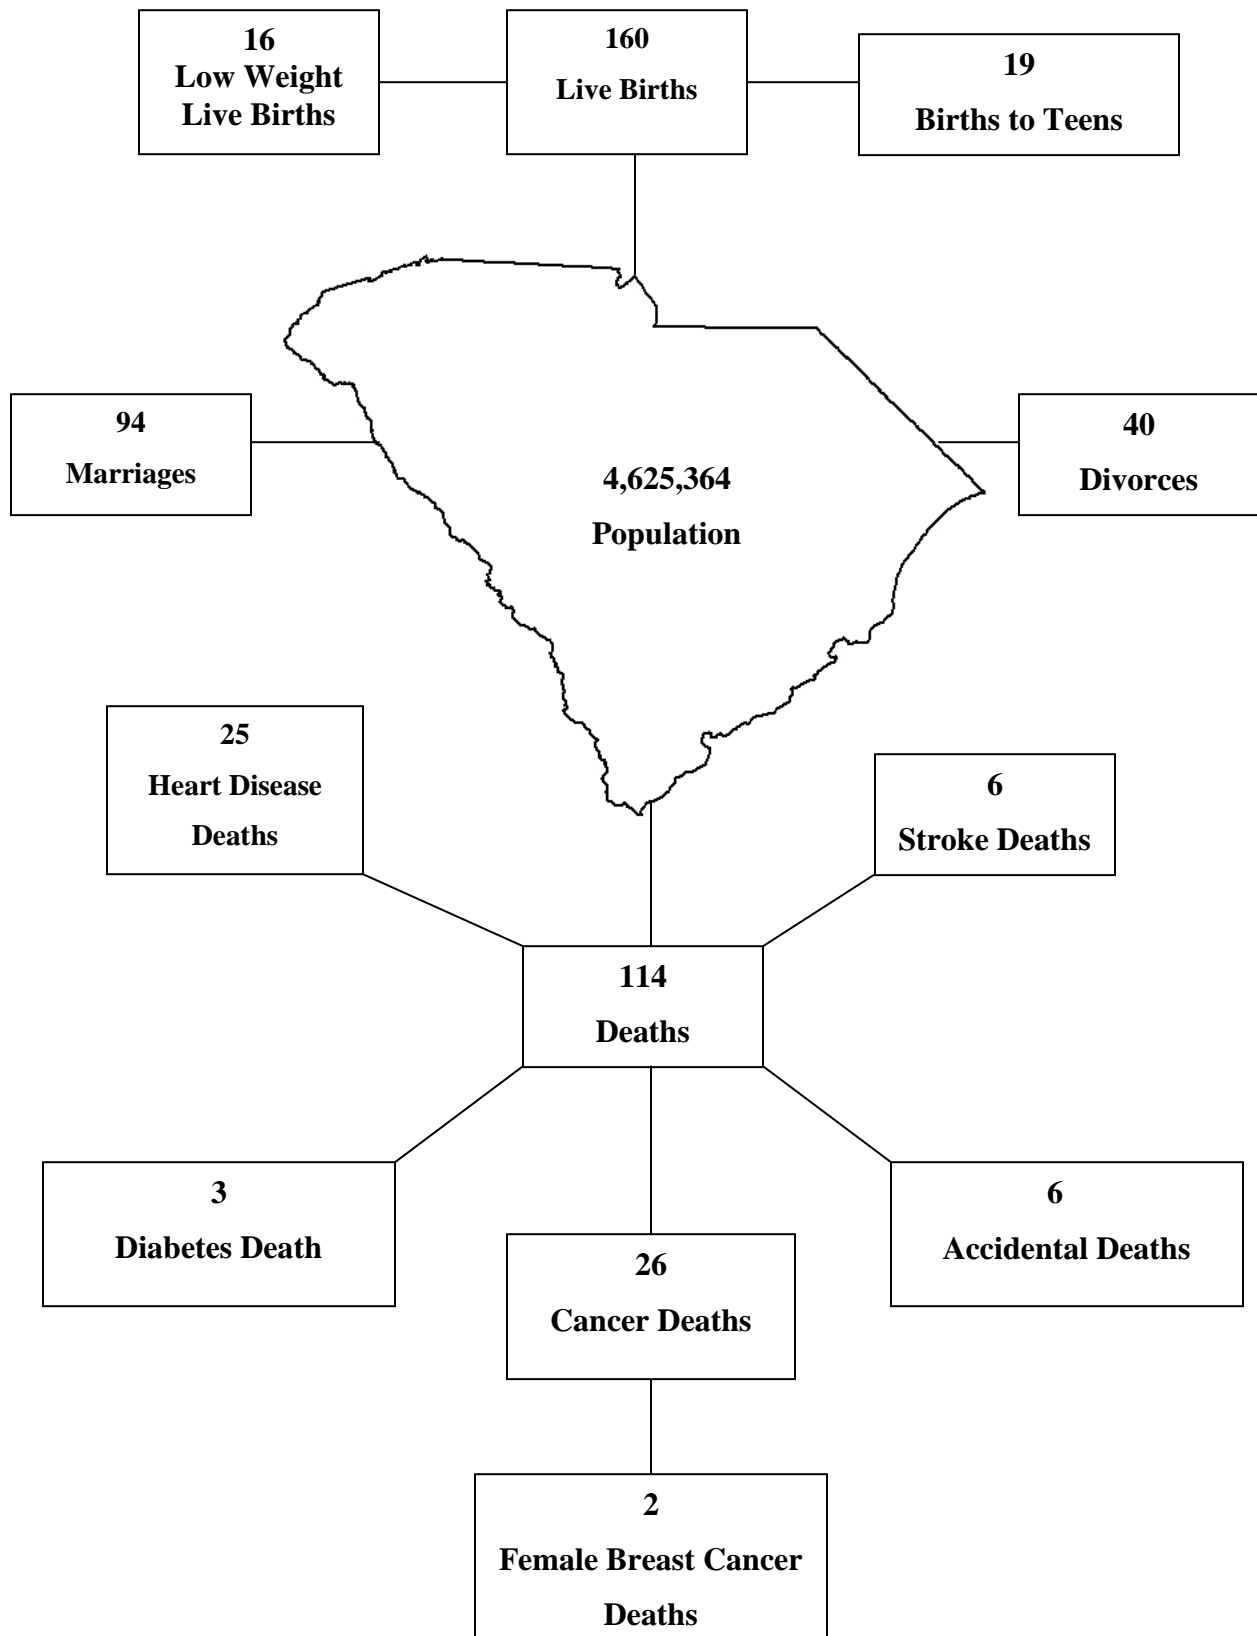 16
Low Weight
Live Births
160
Live Births
19
Births to Teens
94
Marriages
4,625,364
Population
40
Divorces
25
Heart Disease
Deaths
6
Stroke Deaths
114
Deaths
3
Diabetes Death
26
Cancer Deaths
6
Accidental Deaths
2
Female Breast Cancer
Deaths